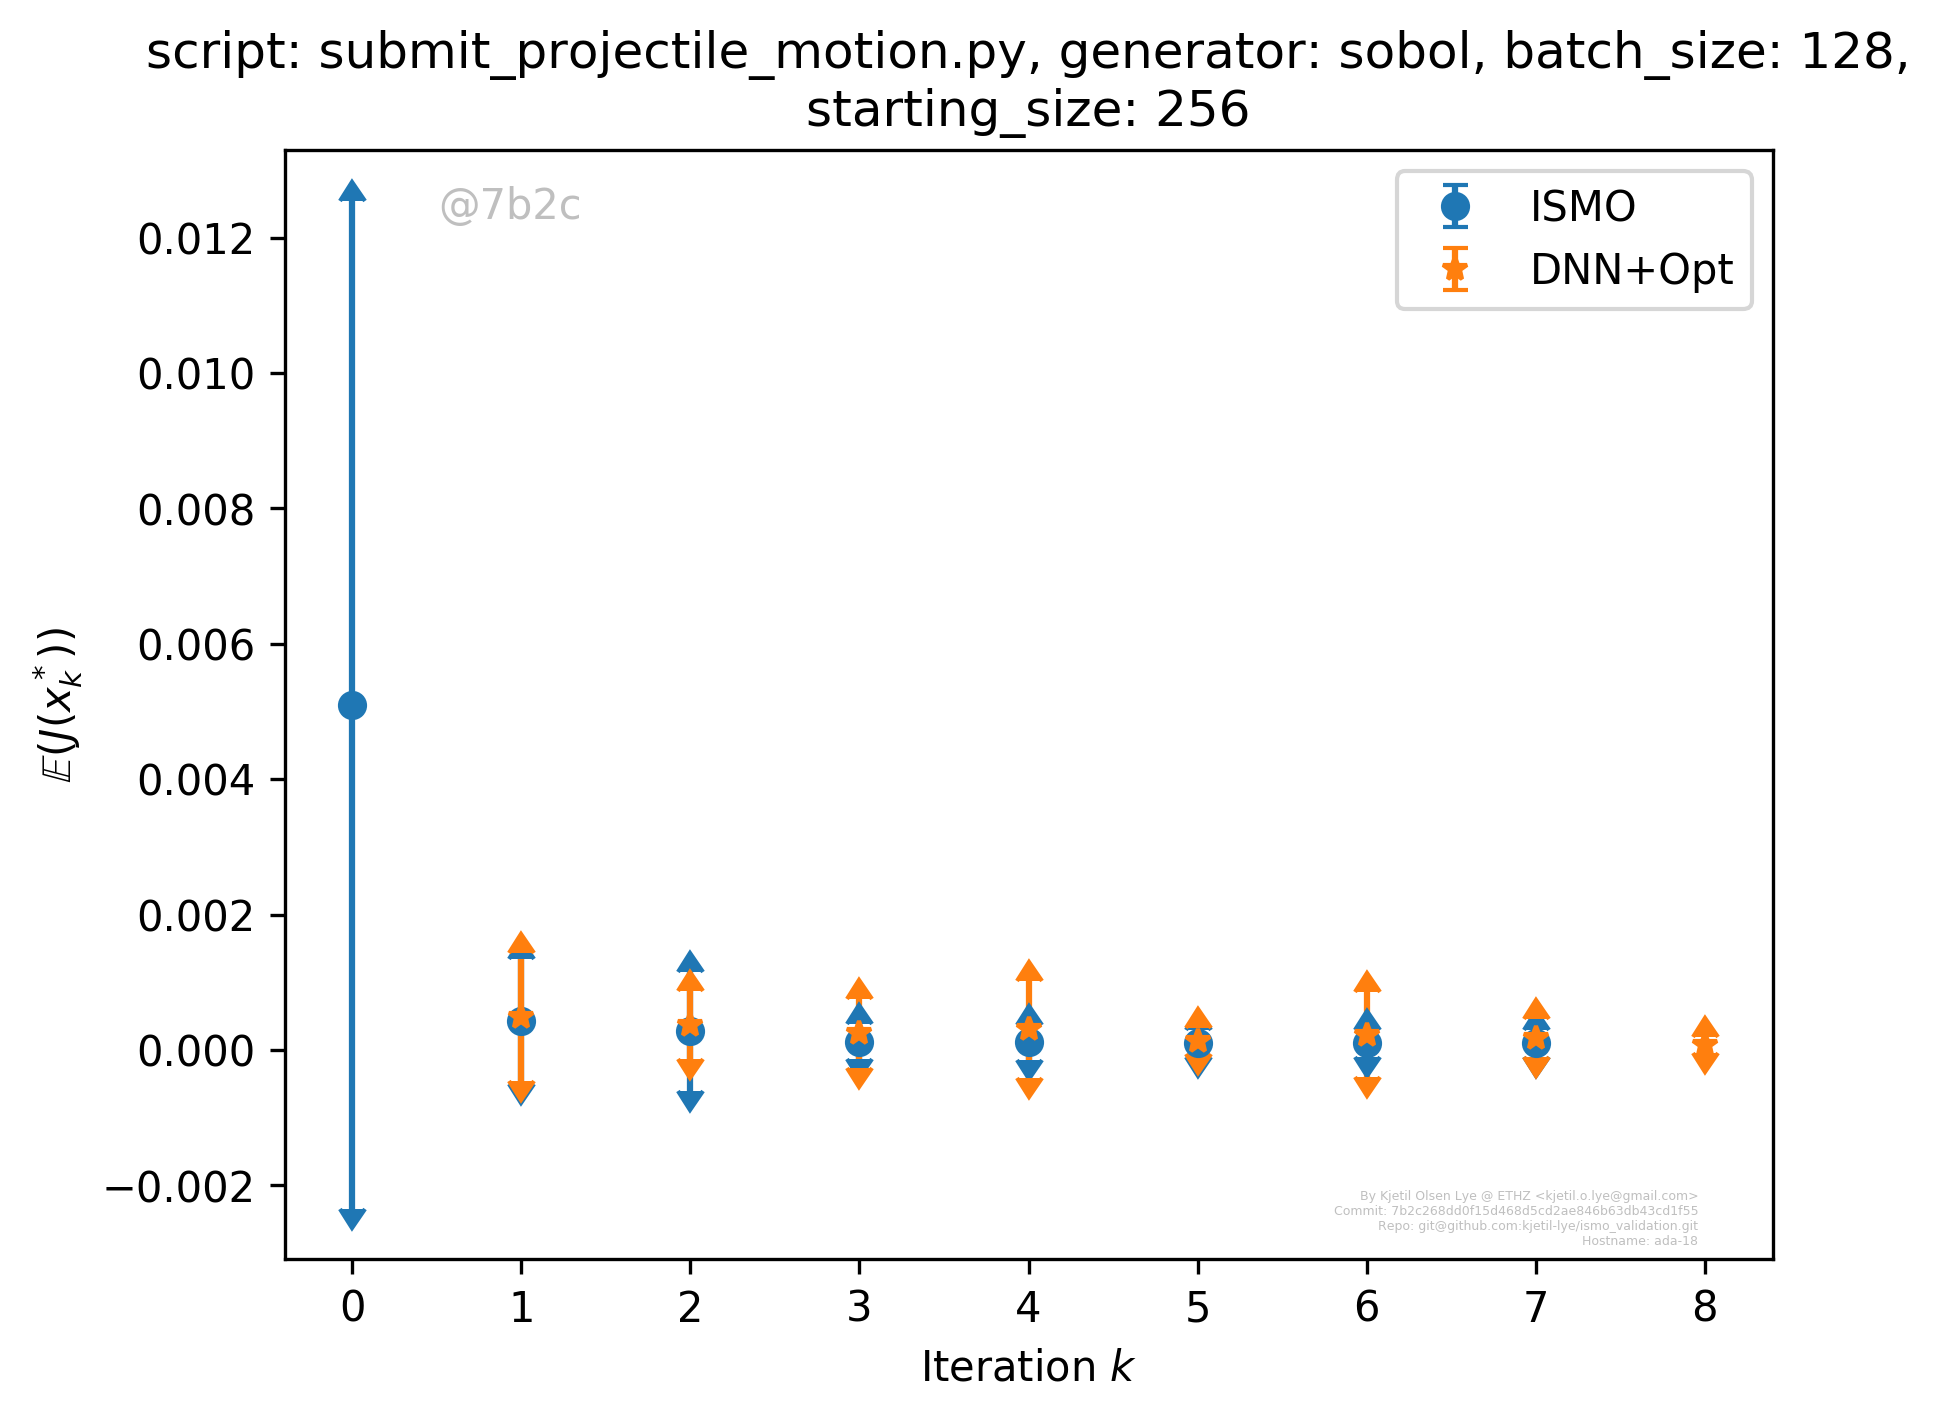 script: submit_projectile_motion.py, generator: sobol, batch_size: 128,
starting_size: 256
@7b2c
ISMO
DNN+Opt
0.012
0.010
0.008
0.006
0.004
0.002
0.000
−0.002
𝔼(J(x*k))
By Kjetil Olsen Lye @ ETHZ <kjetil.o.lye@gmail.com>
Commit: 7b2c268dd0f15d468d5cd2ae846b63db43cd1f55
Repo: git@github.com:kjetil-lye/ismo_validation.git
Hostname: ada-18
0 1 2 3 4 5 6 7 8
Iteration k